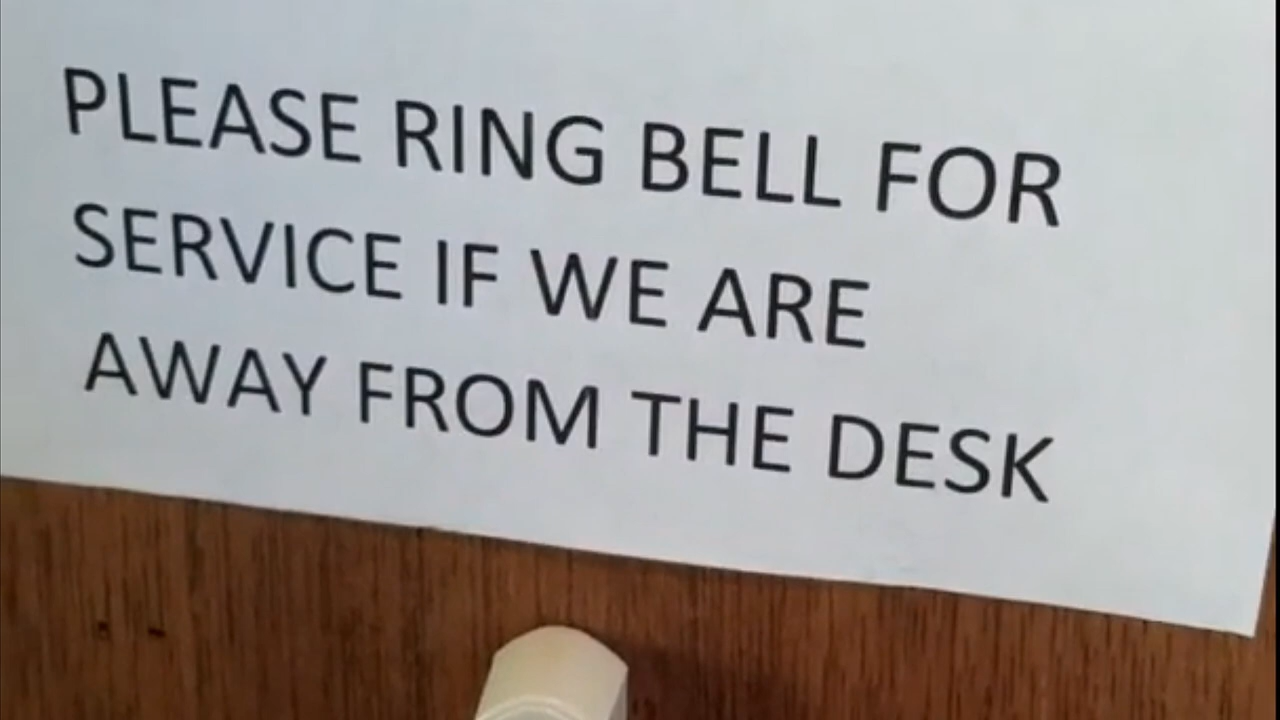 PLEASE RING BELL FOR
SERVICE IF WE ARE
AWAY FROM THE DESK